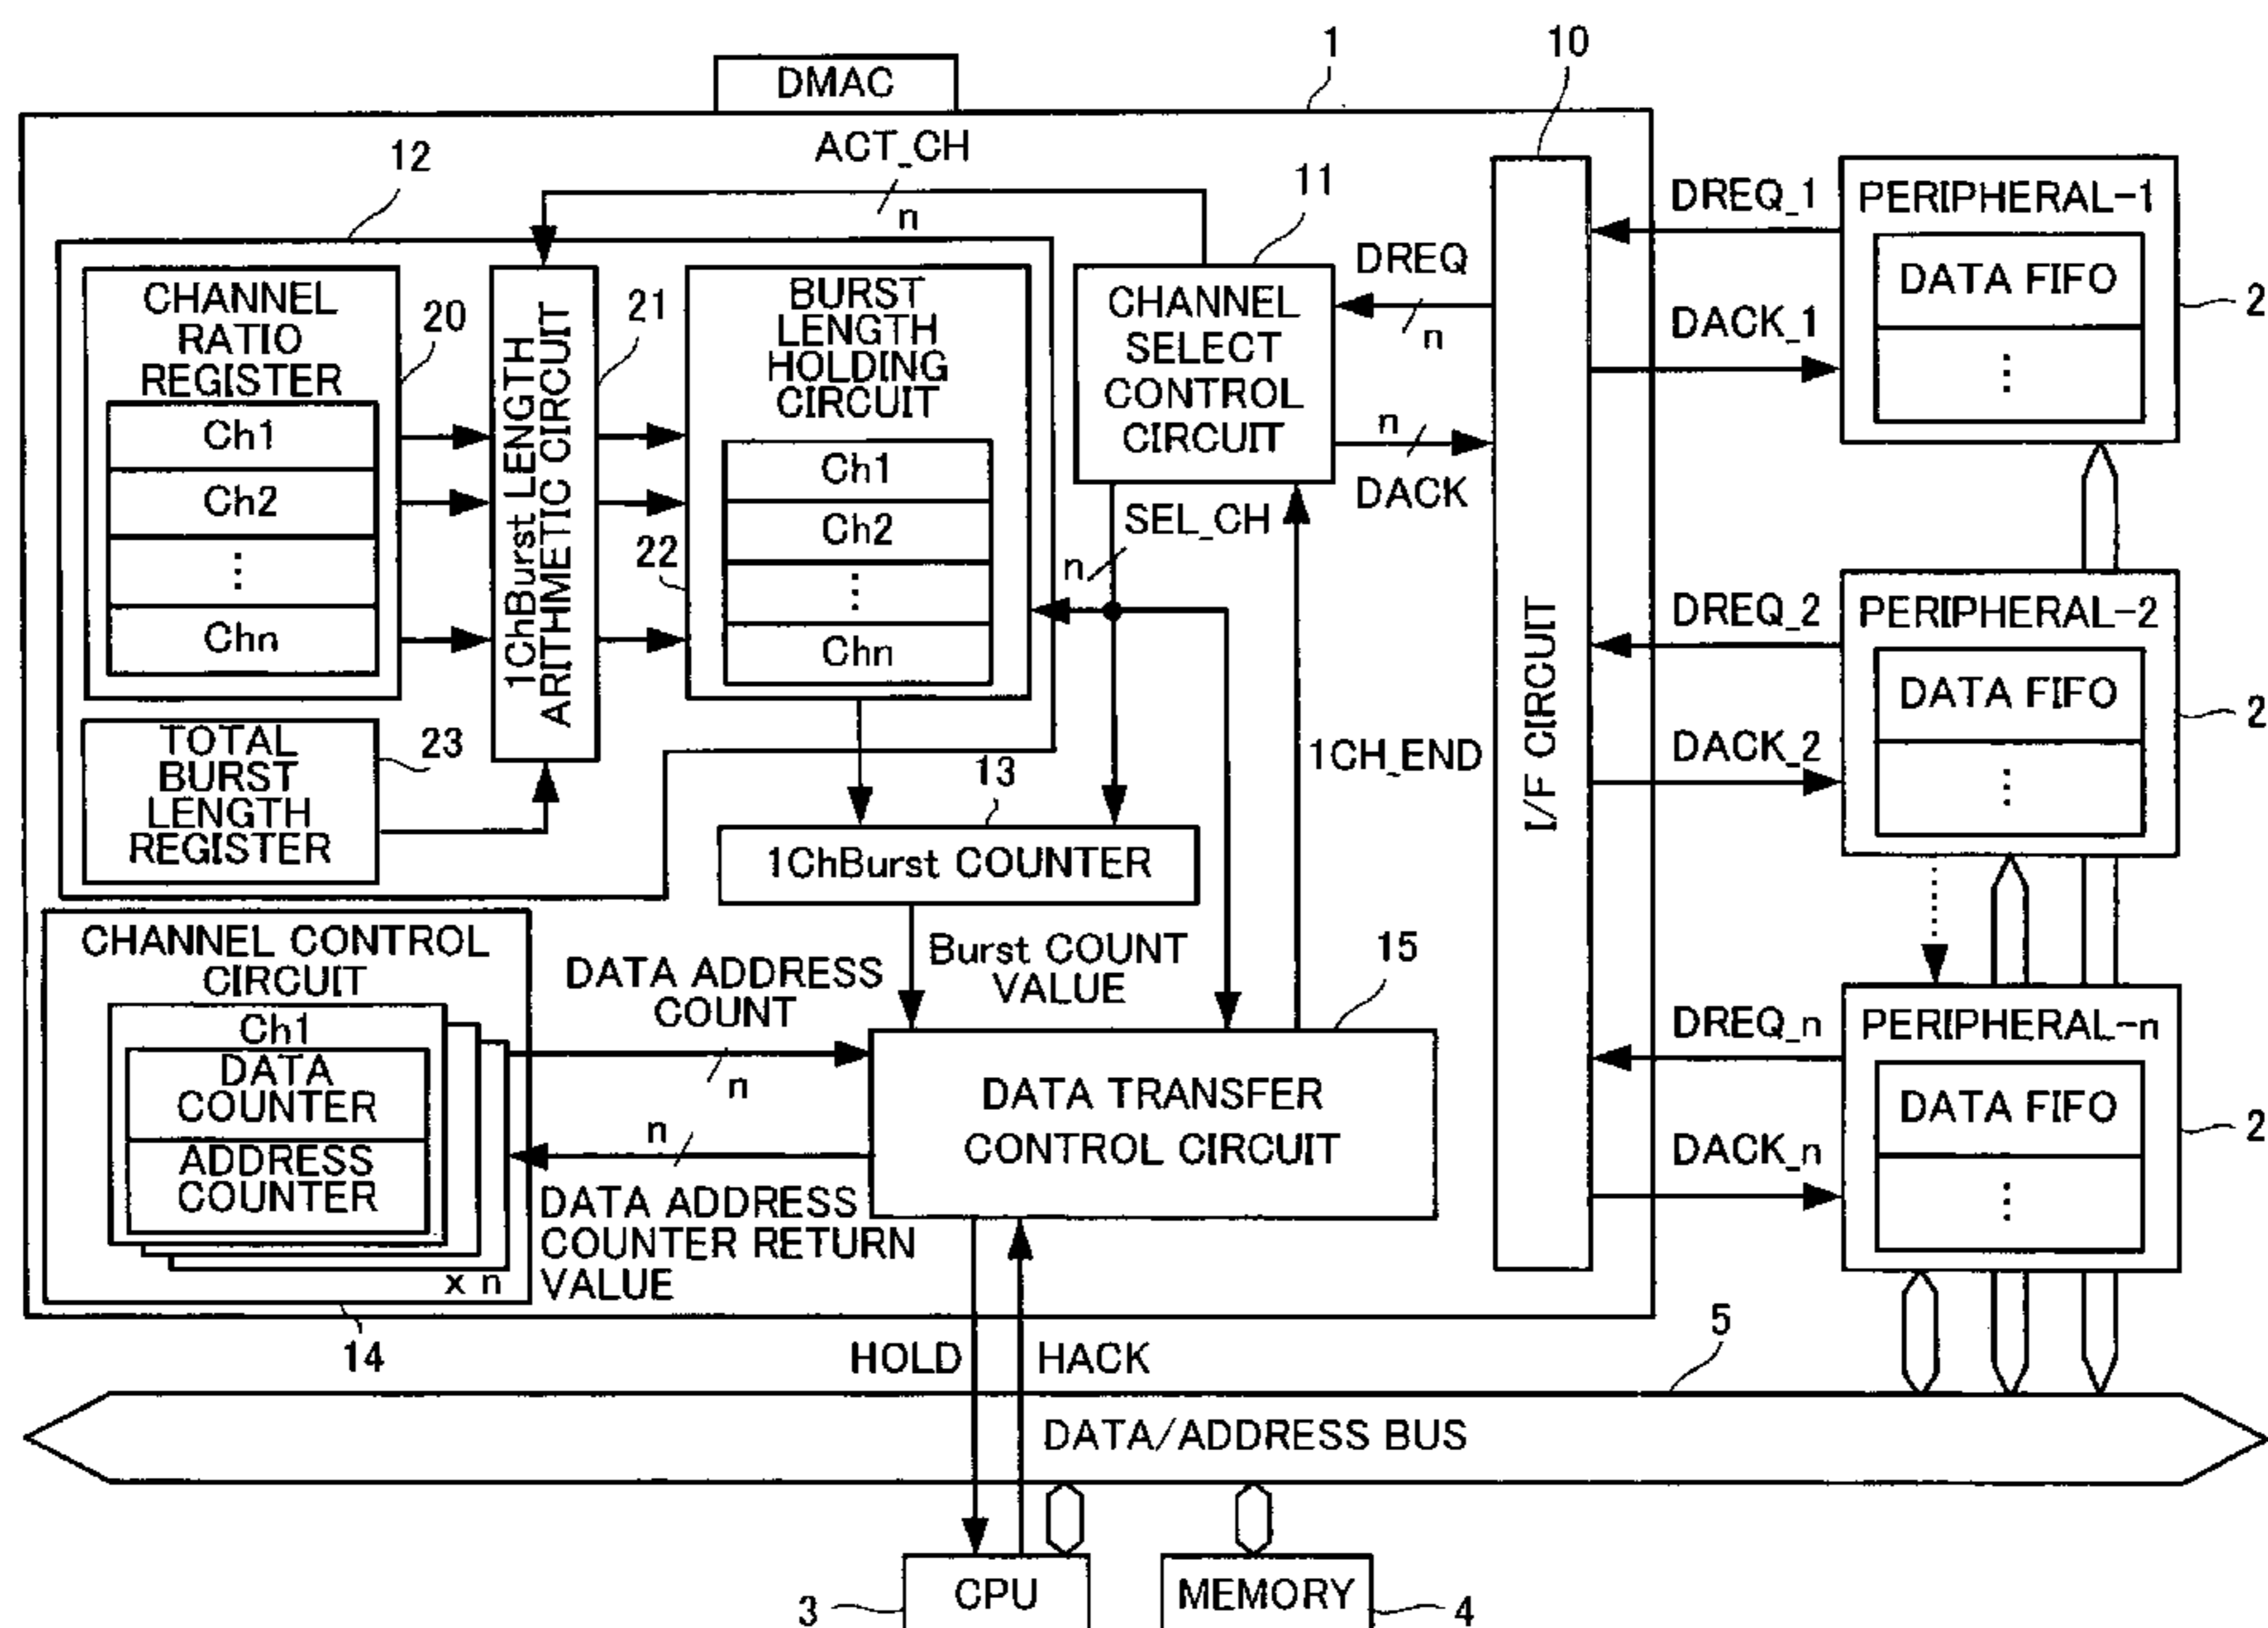 DMAC
1
10
ACT_CH
n
12
11
CHANNEL
RATIO
REGISTER
Ch1
Ch2
⋮
Chn
20
1ChBurst LENGTH
ARITHMETIC CIRCUIT
21
BURST
LENGTH
HOLDING
CIRCUIT
Ch1
Ch2
⋮
Chn
22
CHANNEL
SELECT
CONTROL
CIRCUIT
DREQ
n
n
DACK
SEL_CH
n
TOTAL
BURST
LENGTH
REGISTER
23
13
1ChBurst COUNTER
1CH_END
I/F CIRCUIT
DREQ_1
DACK_1
PERIPHERAL-1
DATA FIFO
⋮
2
DREQ_2
DACK_2
PERIPHERAL-2
DATA FIFO
⋮
2
DREQ_n
DACK_n
PERIPHERAL-n
DATA FIFO
⋮
2
CHANNEL CONTROL
CIRCUIT
Ch1
DATA
COUNTER
ADDRESS
COUNTER
x n
14
DATA ADDRESS
COUNT
n
n
DATA ADDRESS
COUNTER RETURN
VALUE
Burst COUNT
VALUE
15
DATA TRANSFER
CONTROL CIRCUIT
HOLD
HACK
5
DATA/ADDRESS BUS
3
CPU
MEMORY
4